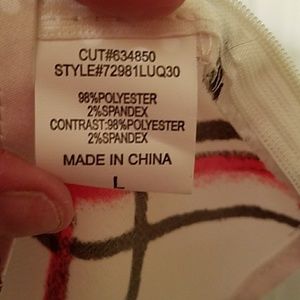 CUT#634850
STYLE#72981LUQ30
98%POLYESTER
2%SPANDEX
CONTRAST:98%POLYESTER
2%SPANDEX
MADE IN CHINA
L